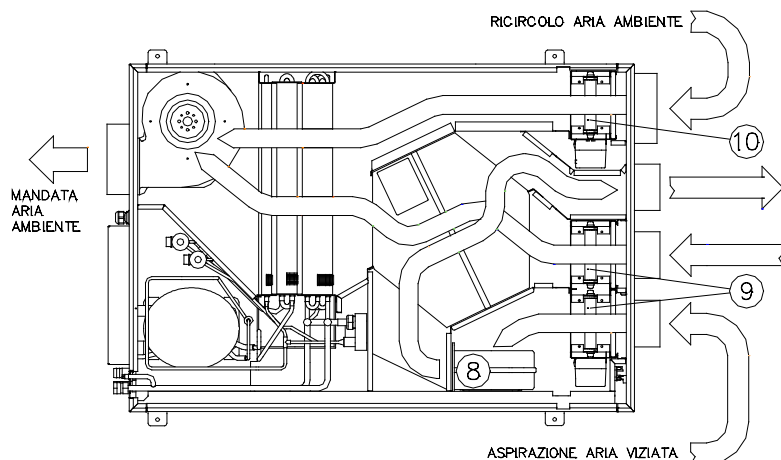 RICIRCOLO ARIA AMBIENTE
10
MANDATA
ARIA
AMBIENTE
9
8
ASPIRAZIONE ARIA VIZIATA